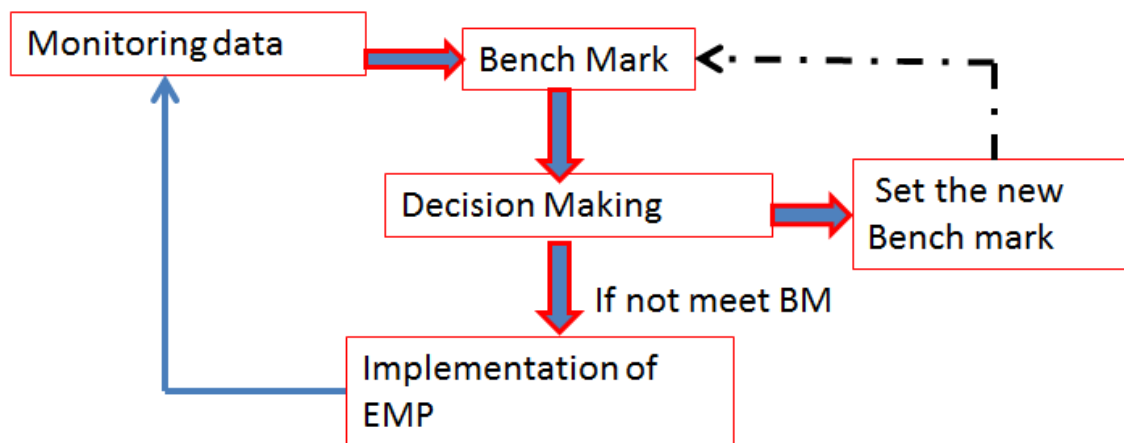 Monitoring data
Bench Mark
Decision Making
Set the new
Bench mark
If not meet BM
Implementation of
EMP